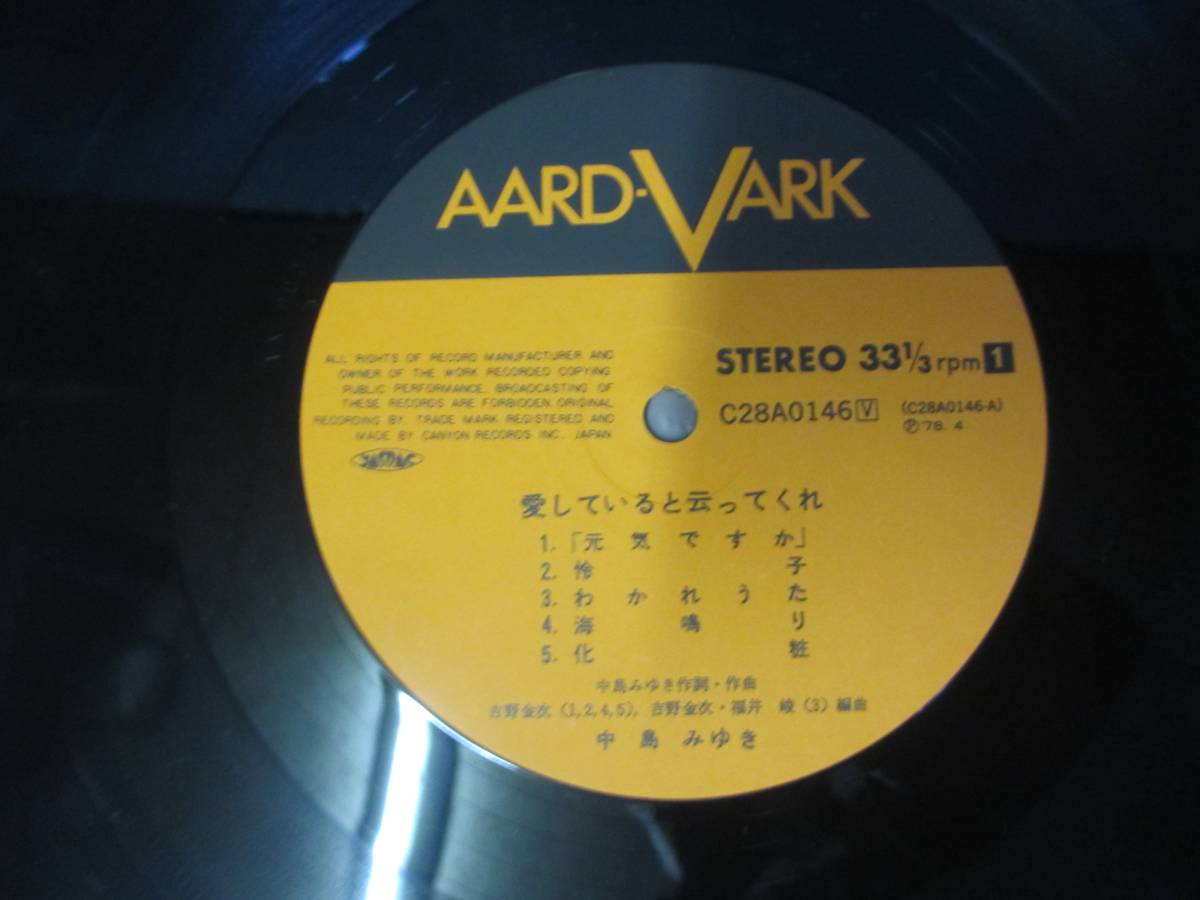 AARD-VARK
ALL RIGHTS OF RECORD MANUFACTURER AND
OWNER OF THE WORK RECORDED COPYING
PUBLIC PERFORMANCE BROADCASTING OF
THESE RECORDS ARE FORBIDDEN. ORIGINAL
RECORDING BY. TRADE MARK REGISTERED AND
MADE BY CANYON RECORDS INC. JAPAN
STEREO 33 1/3 rpm 1
C28A0146 V (C28A0146-A)
Ⓟ'78. 4.
愛していると云ってくれ
1.「元気ですか」
2. 怜子
3. わかれうた
4. 海鳴り
5. 化粧
中島みゆき作詞・作曲
吉野金次 (1,2,4,5), 吉野金次・福井 峻 (3) 編曲
中島みゆき